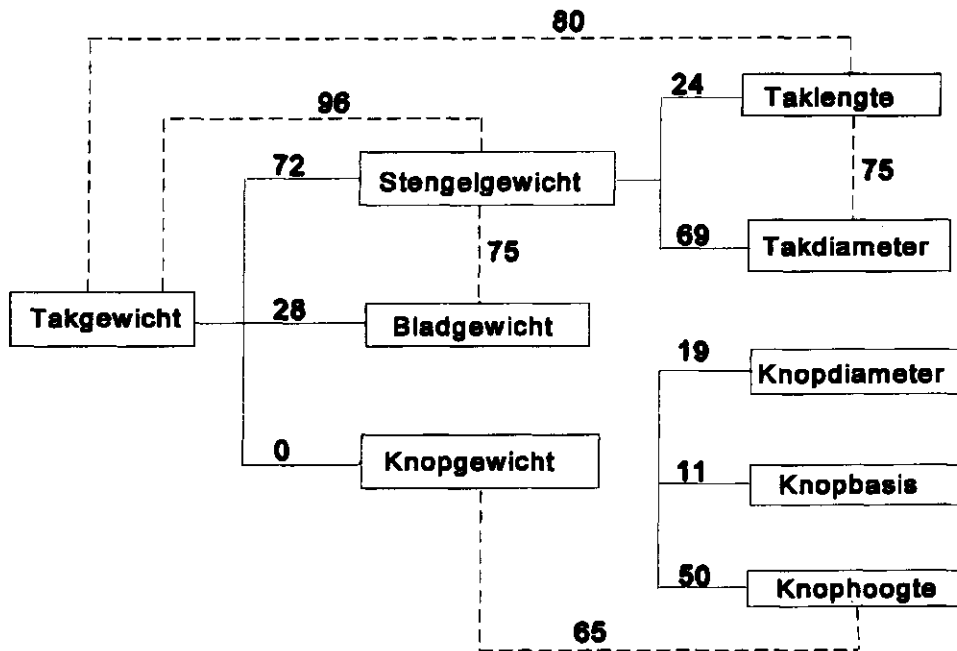 80
24
Taklengte
96
72
Stengelgewicht
75
69
Takdiameter
75
Takgewicht
28
Bladgewicht
19
Knopdiameter
0
Knopgewicht
11
Knopbasis
50
Knophoogte
65